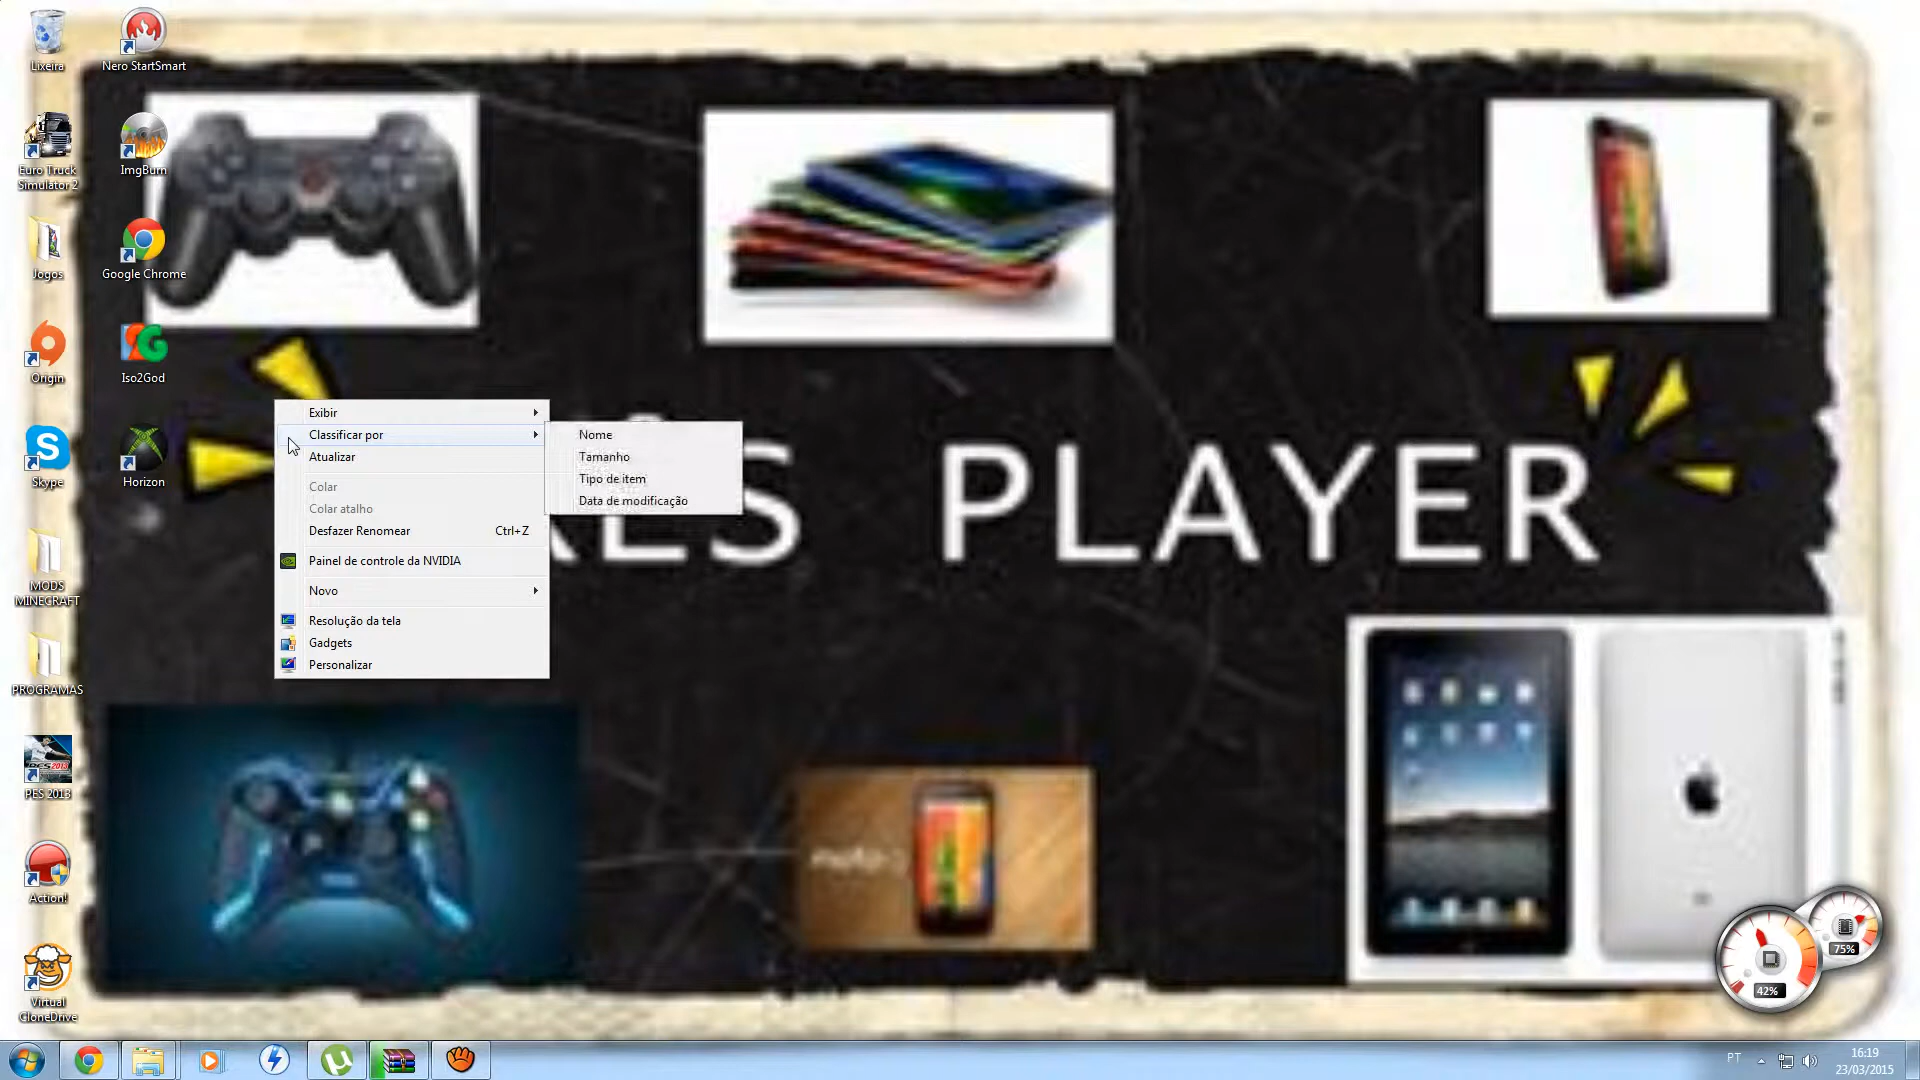 Lixeira
Nero StartSmart
Euro Truck
Simulator 2
ImgBurn
Jogos
Google Chrome
Origin
Iso2God
Skype
Horizon
MODS
MINECRAFT
PROGRAMAS
PES 2013
PES 2013
Action!
Virtual
CloneDrive
Exibir
Classificar por
Atualizar
Colar
Colar atalho
Desfazer Renomear Ctrl+Z
Painel de controle da NVIDIA
Novo
Resolução da tela
Gadgets
Personalizar
Nome
Tamanho
Tipo de item
Data de modificação
ÊS PLAYER
42%
75%
PT
16:19
23/03/2015